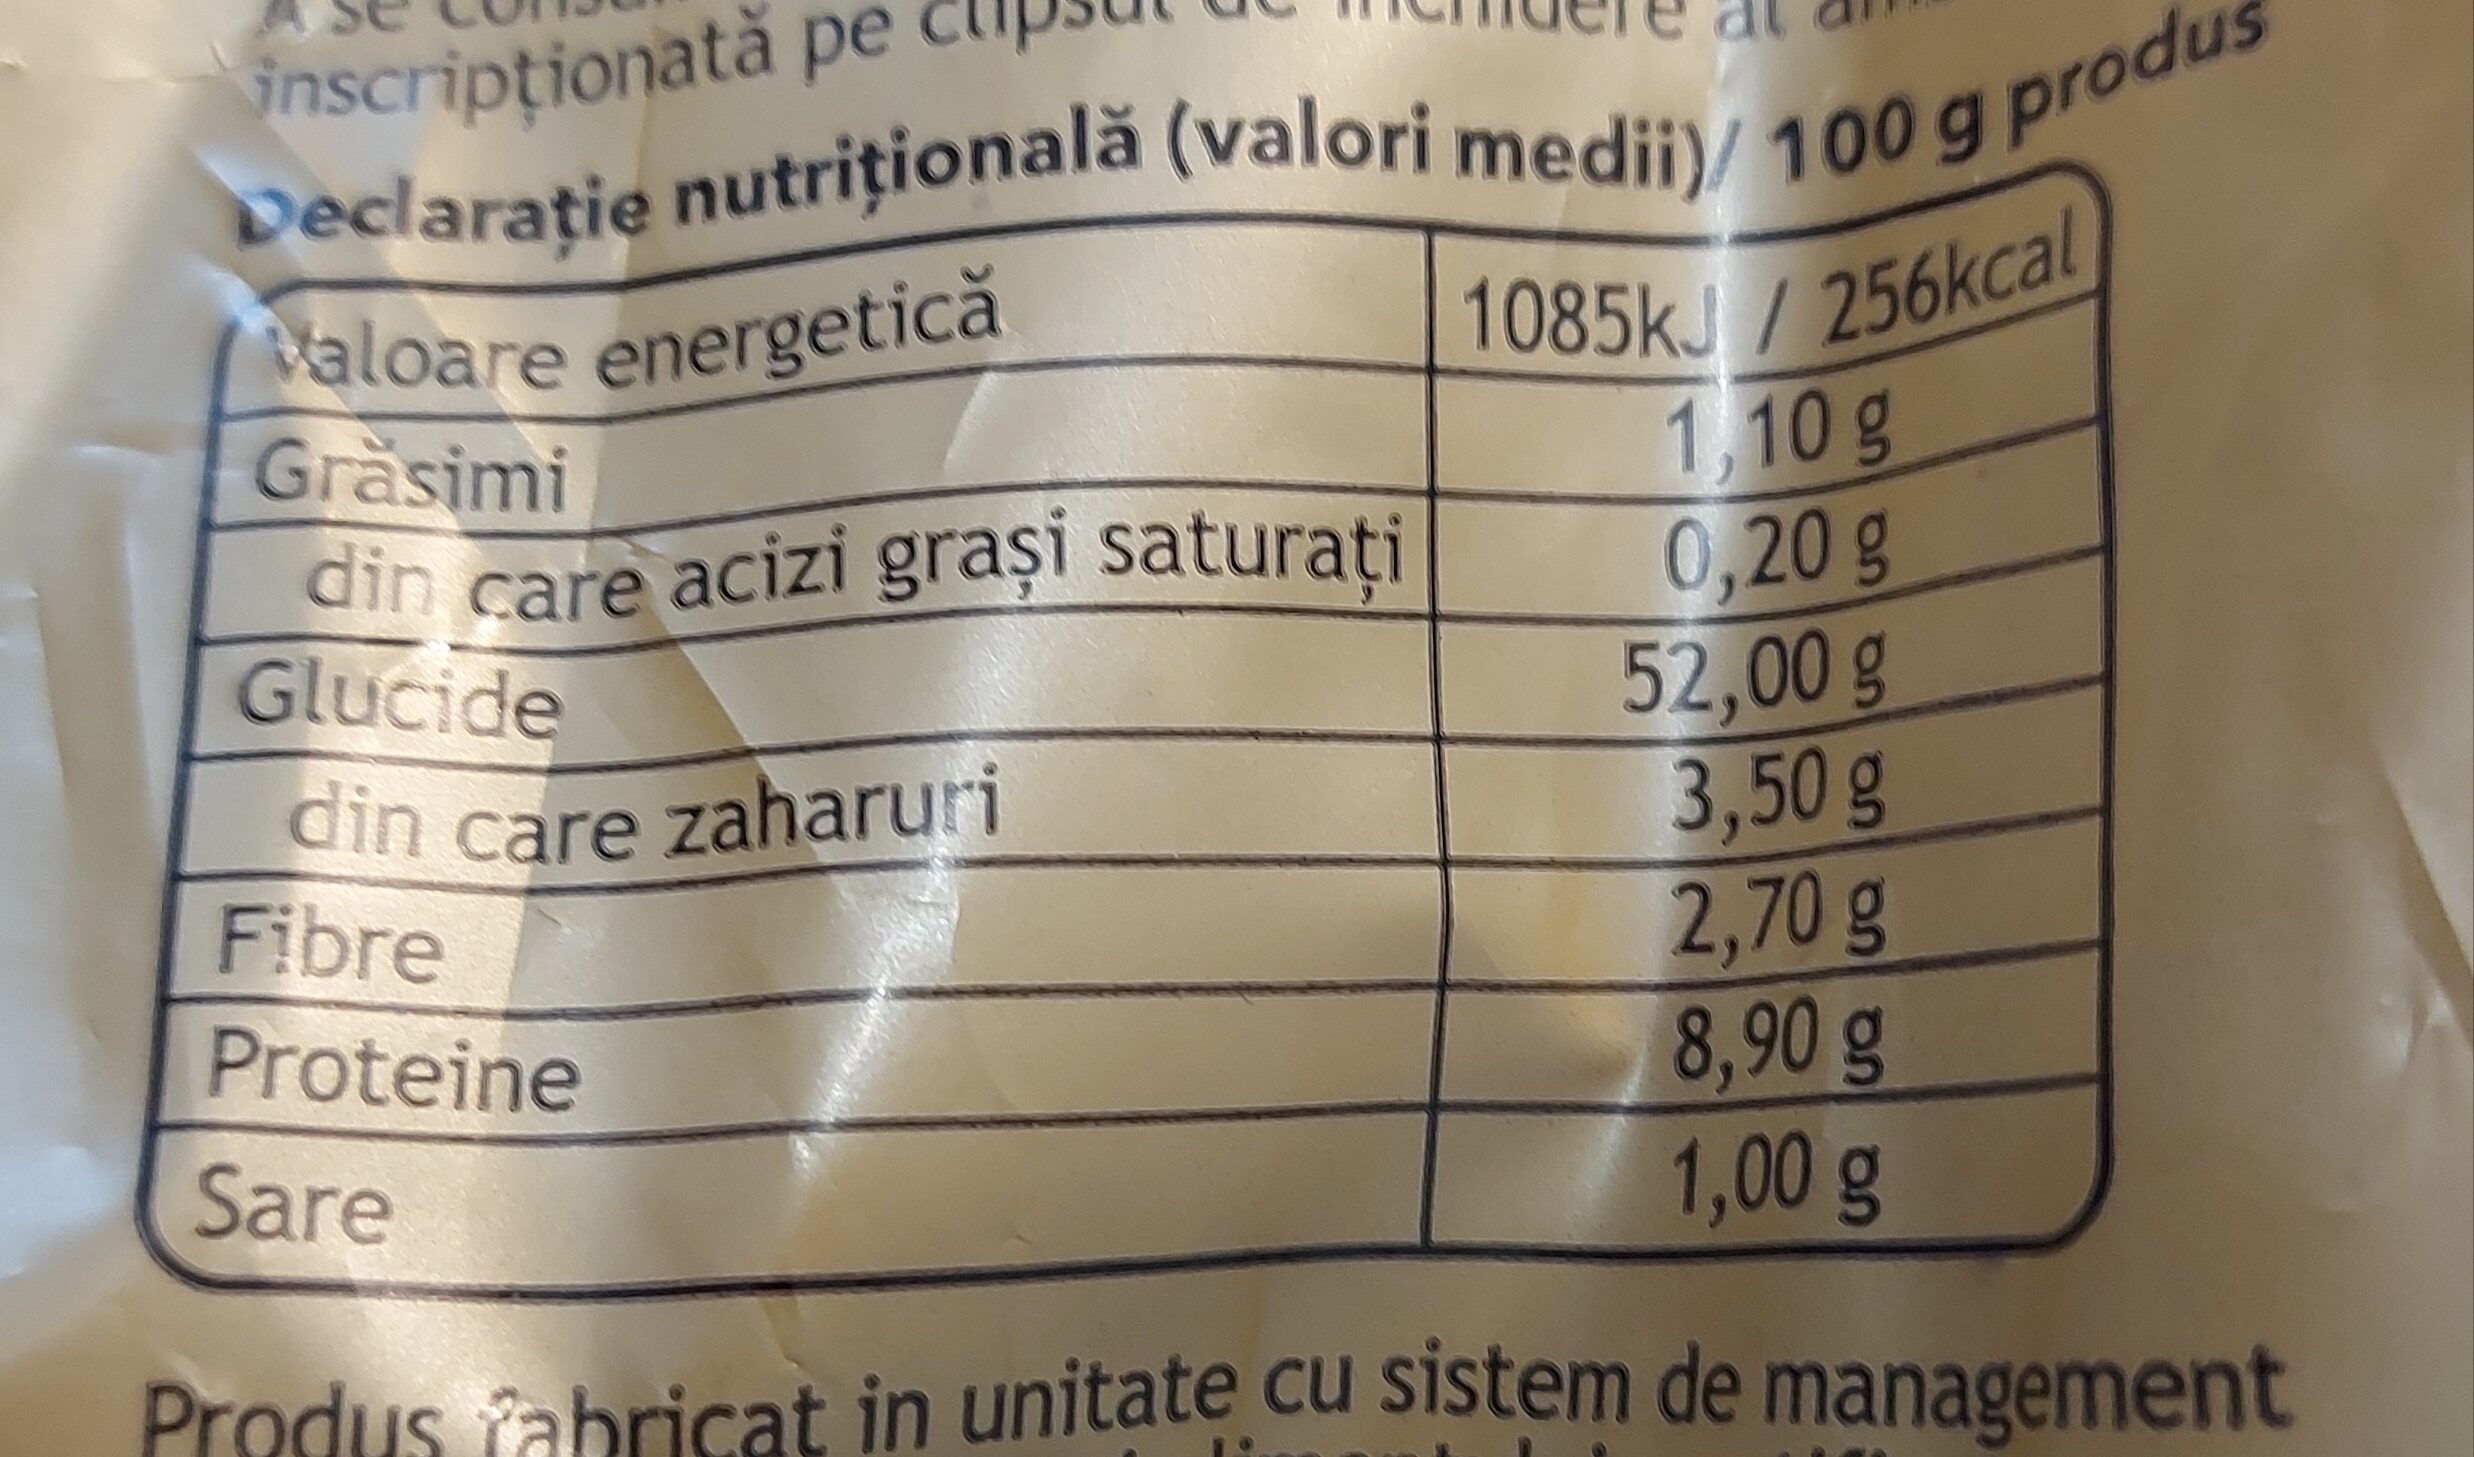 A se
inscripționată pe clipsul de închidere al
Declarație nutrițională (valori medii)/ 100 g produs
Valoare energetică 1085kJ / 256kcal
Grăsimi 1,10 g
din care acizi grași saturați 0,20 g
Glucide 52,00 g
din care zaharuri 3,50 g
Fibre 2,70 g
Proteine 8,90 g
Sare 1,00 g
Produs fabricat in unitate cu sistem de management